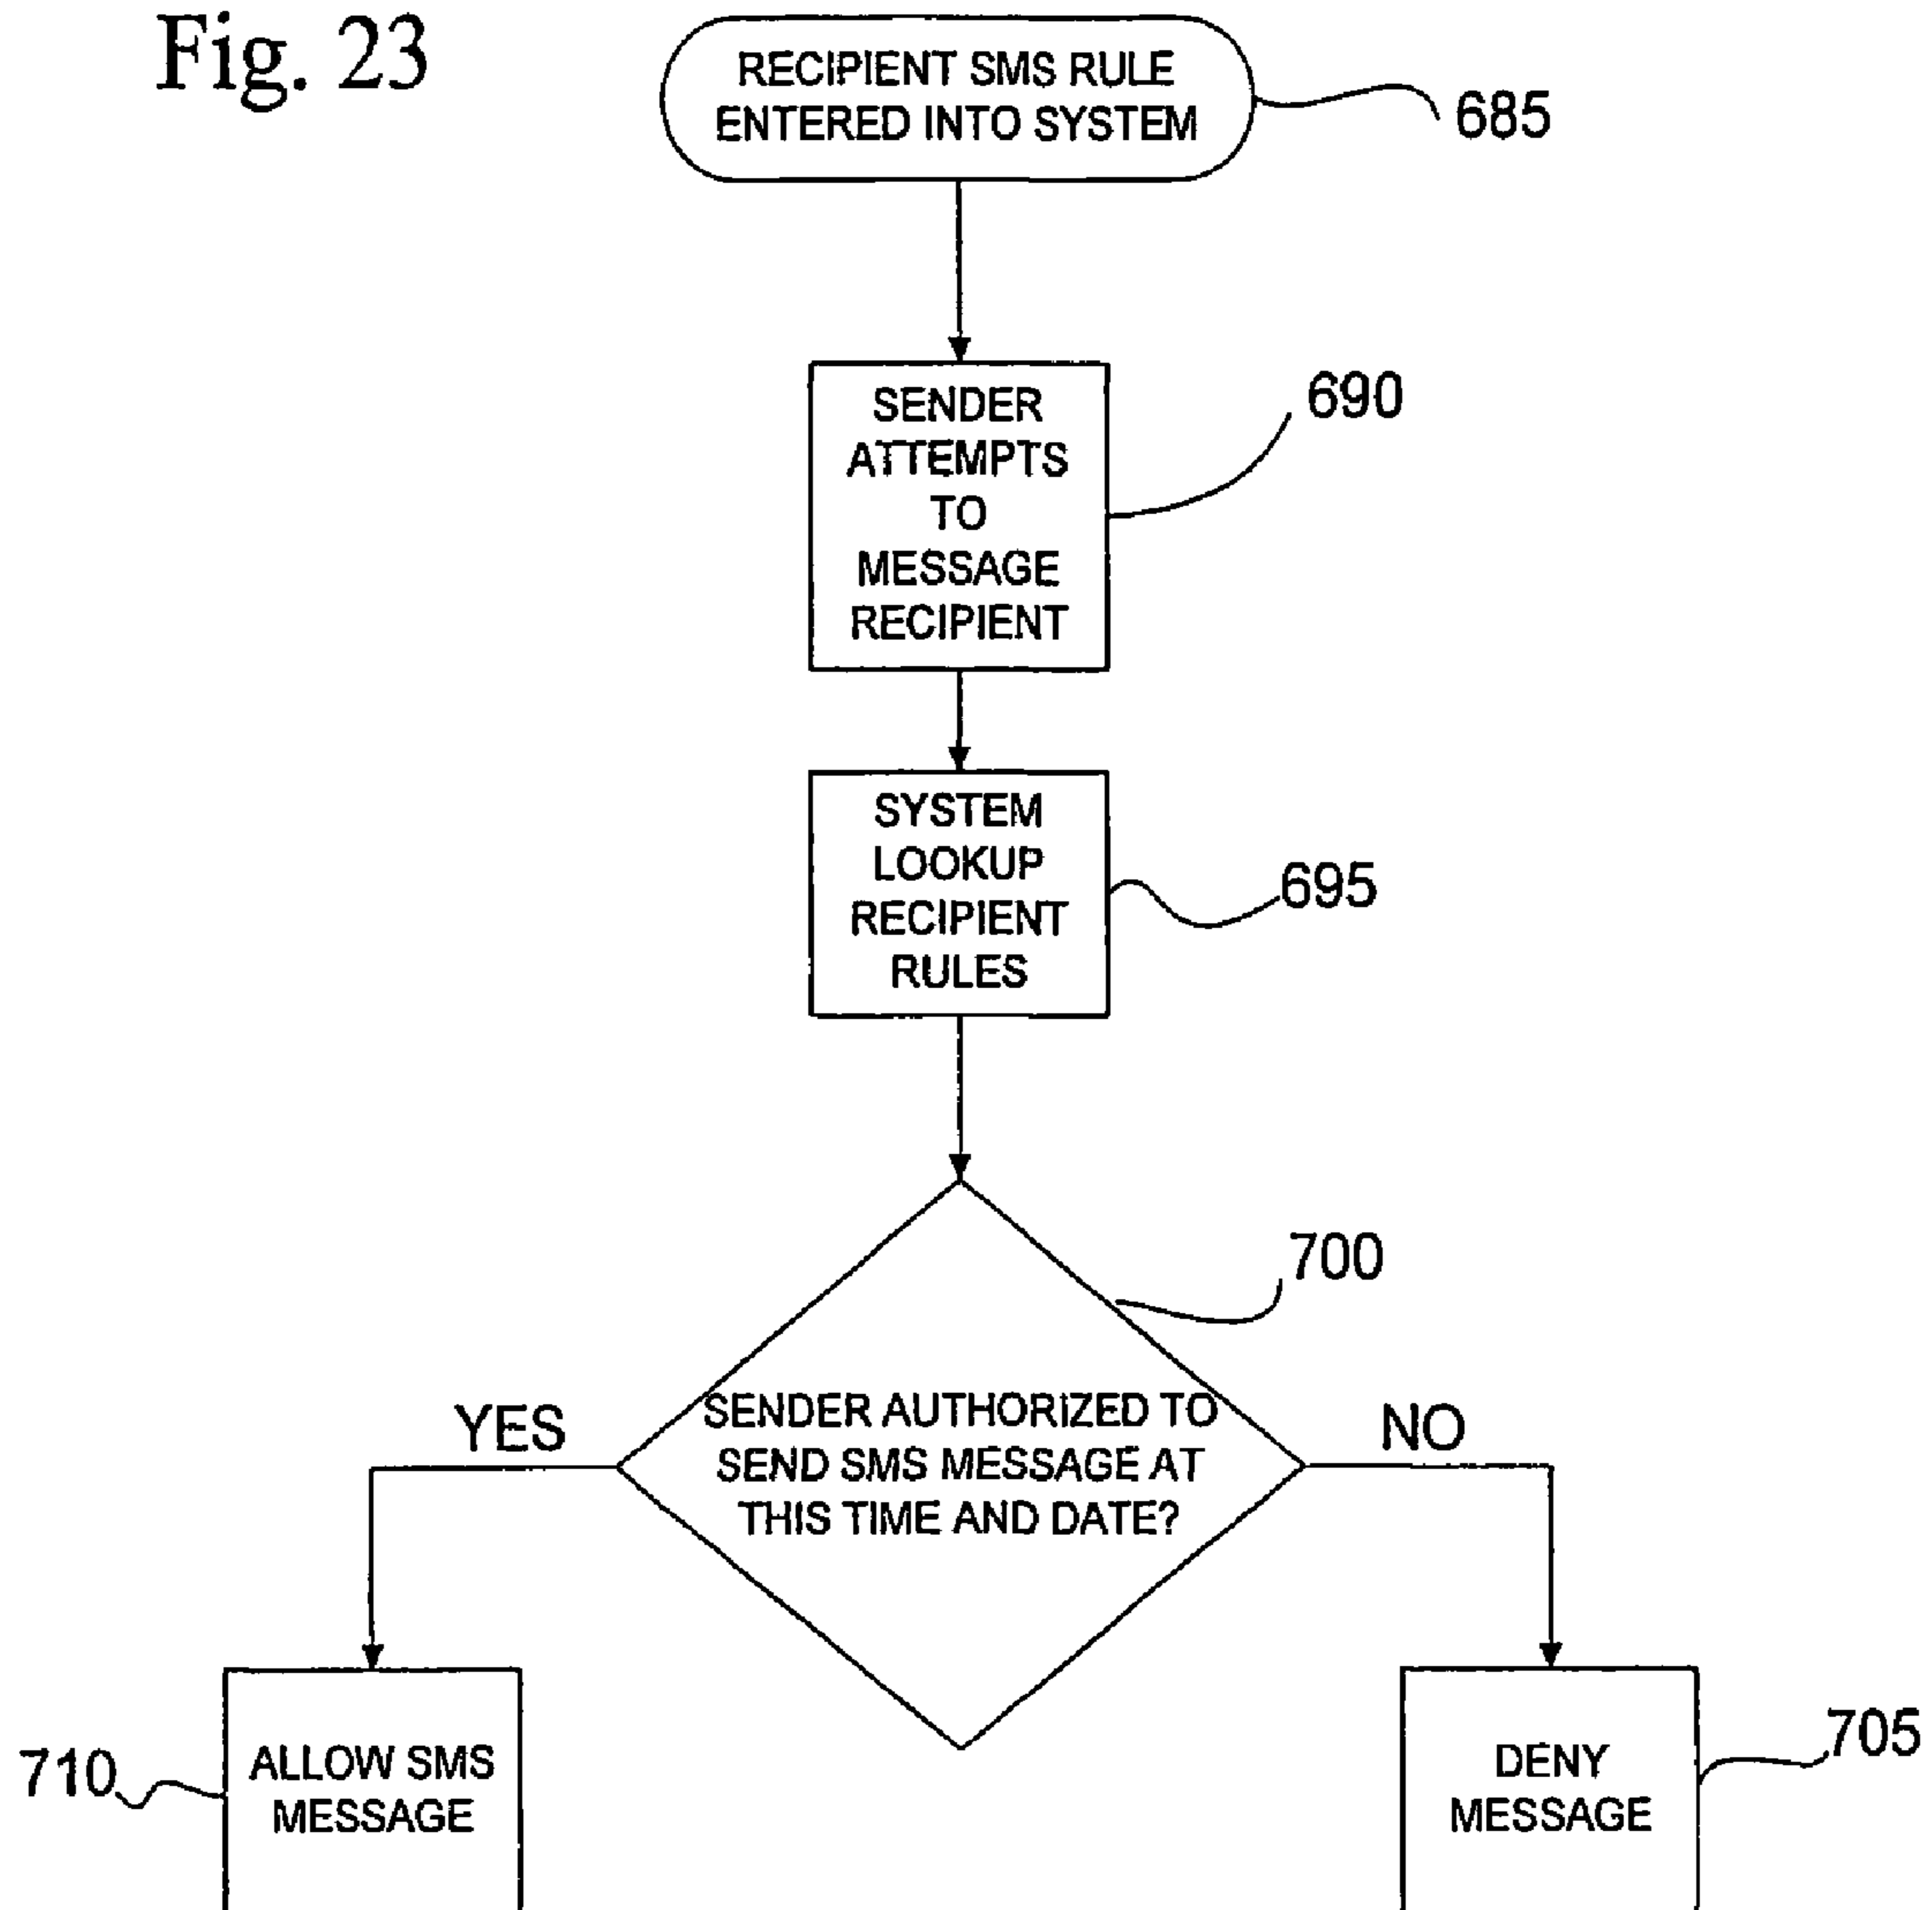 Fig. 23
RECIPIENT SMS RULE
ENTERED INTO SYSTEM
685
SENDER
ATTEMPTS
TO
MESSAGE
RECIPIENT
690
SYSTEM
LOOKUP
RECIPIENT
RULES
695
700
SENDER AUTHORIZED TO
SEND SMS MESSAGE AT
THIS TIME AND DATE?
YES
NO
710
ALLOW SMS
MESSAGE
DENY
MESSAGE
705